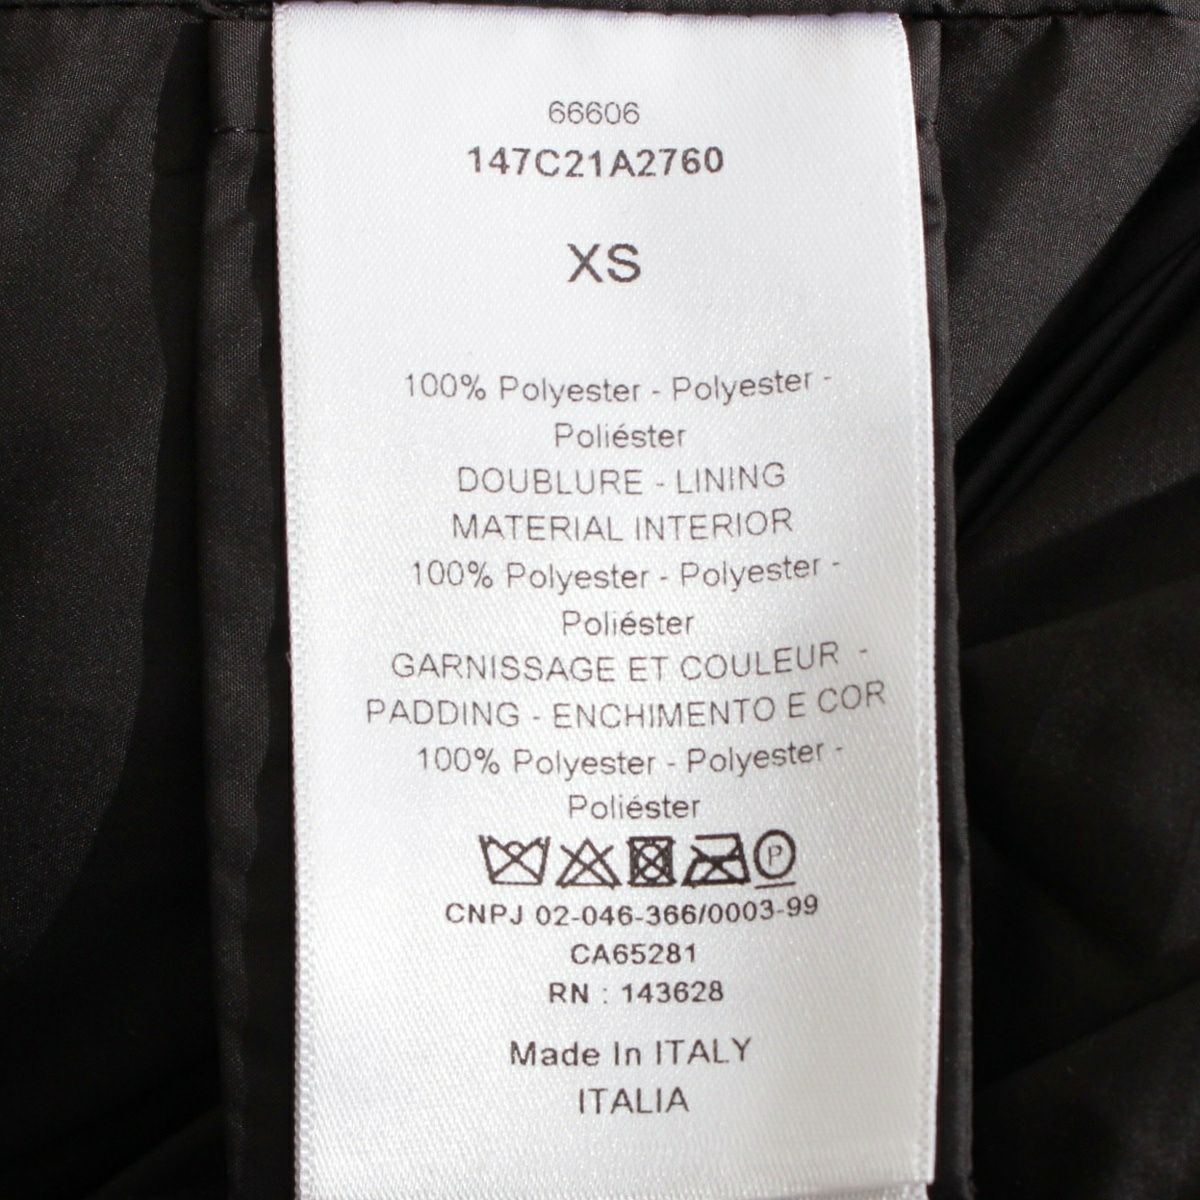 66606
147C21A2760
XS
100% Polyester - Polyester -
Poliéster
DOUBLURE - LINING
MATERIAL INTERIOR
100% Polyester - Polyester -
Poliéster
GARNISSAGE ET COULEUR -
PADDING - ENCHIMENTO E COR
100% Polyester - Polyester -
Poliéster
P
CNPJ 02-046-366/0003-99
CA65281
RN : 143628
Made In ITALY
ITALIA